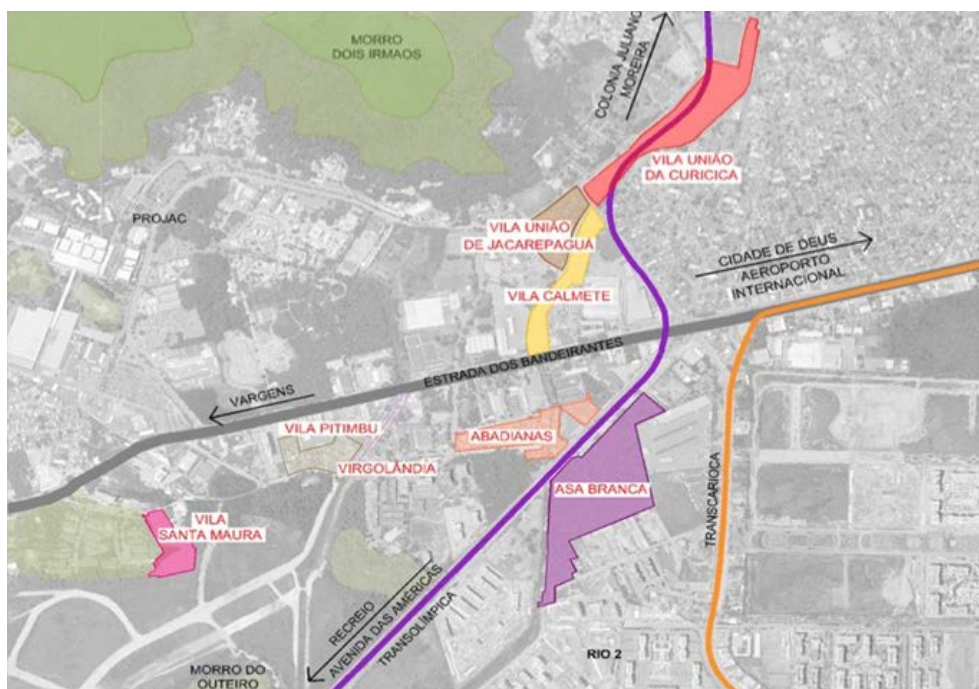 MORRO
DOIS IRMAOS
COLONIA JULIANO
MOREIRA
VILA UNIÃO
DA CURICICA
PROJAC
VILA UNIÃO
DE JACAREPAGUÁ
CIDADE DE DEUS
AEROPORTO
INTERNACIONAL
VILA CALMETE
ESTRADA DOS BANDEIRANTES
VARGENS
VILA PITIMBU
VIRGOLÂNDIA
ABADIANAS
ASA BRANCA
TRANSCARIOCA
VILA
SANTA MAURA
RECREIO
AVENIDA DAS AMÉRICAS
TRANSOLÍMPICA
RIO 2
MORRO DO
OUTEIRO